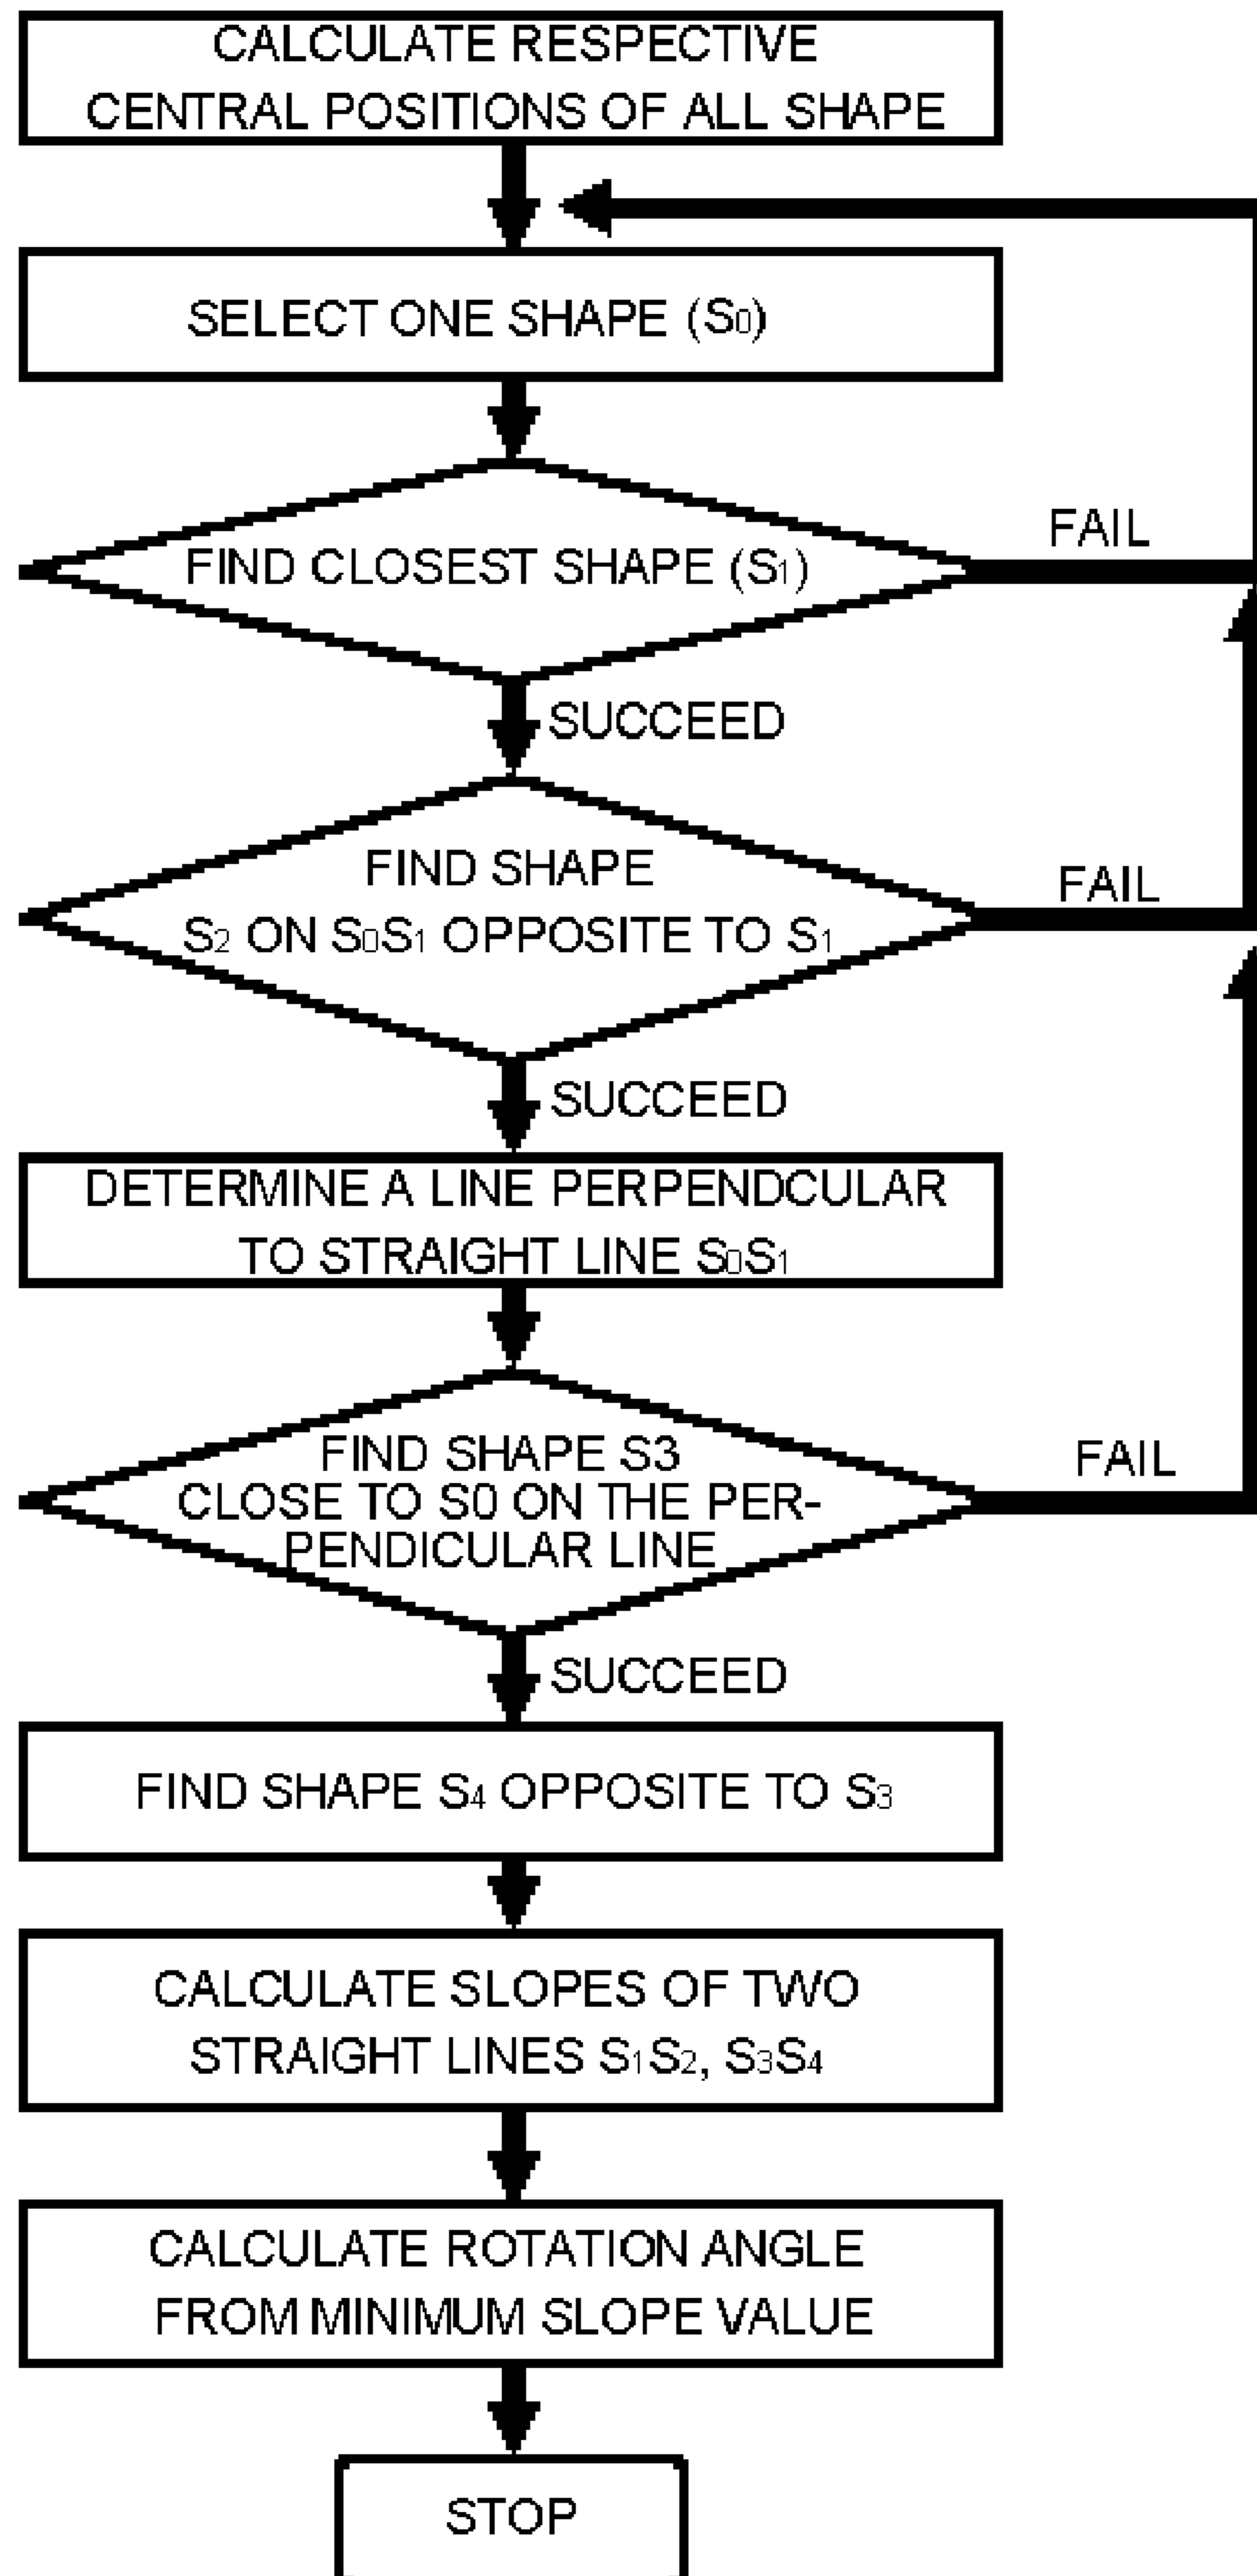 CALCULATE RESPECTIVE
CENTRAL POSITIONS OF ALL SHAPE
SELECT ONE SHAPE (S₀)
FIND CLOSEST SHAPE (S₁)
FAIL
SUCCEED
FIND SHAPE
S₂ ON S₀S₁ OPPOSITE TO S₁
FAIL
SUCCEED
DETERMINE A LINE PERPENDCULAR
TO STRAIGHT LINE S₀S₁
FIND SHAPE S3
CLOSE TO S0 ON THE PER-
PENDICULAR LINE
FAIL
SUCCEED
FIND SHAPE S₄ OPPOSITE TO S₃
CALCULATE SLOPES OF TWO
STRAIGHT LINES S₁S₂, S₃S₄
CALCULATE ROTATION ANGLE
FROM MINIMUM SLOPE VALUE
STOP